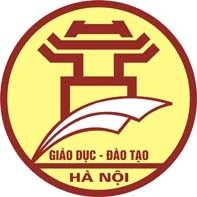 GIÁO DỤC - ĐÀO TẠO
HÀ NỘI